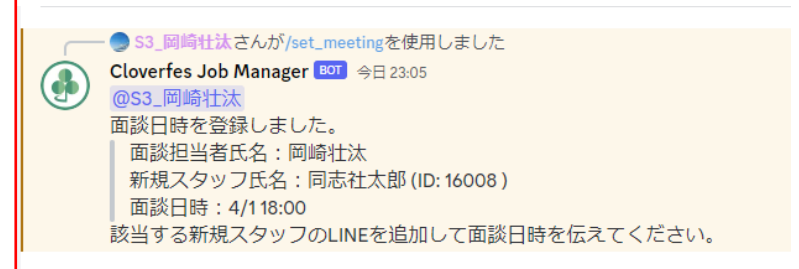 S3_岡崎壮汰さんが/set_meetingを使用しました
Cloverfes Job Manager BOT 今日 23:05
@S3_岡崎壮汰
面談日時を登録しました。
面談担当者氏名：岡崎壮汰
新規スタッフ氏名：同志社太郎 (ID: 16008 )
面談日時：4/1 18:00
該当する新規スタッフのLINEを追加して面談日時を伝えてください。